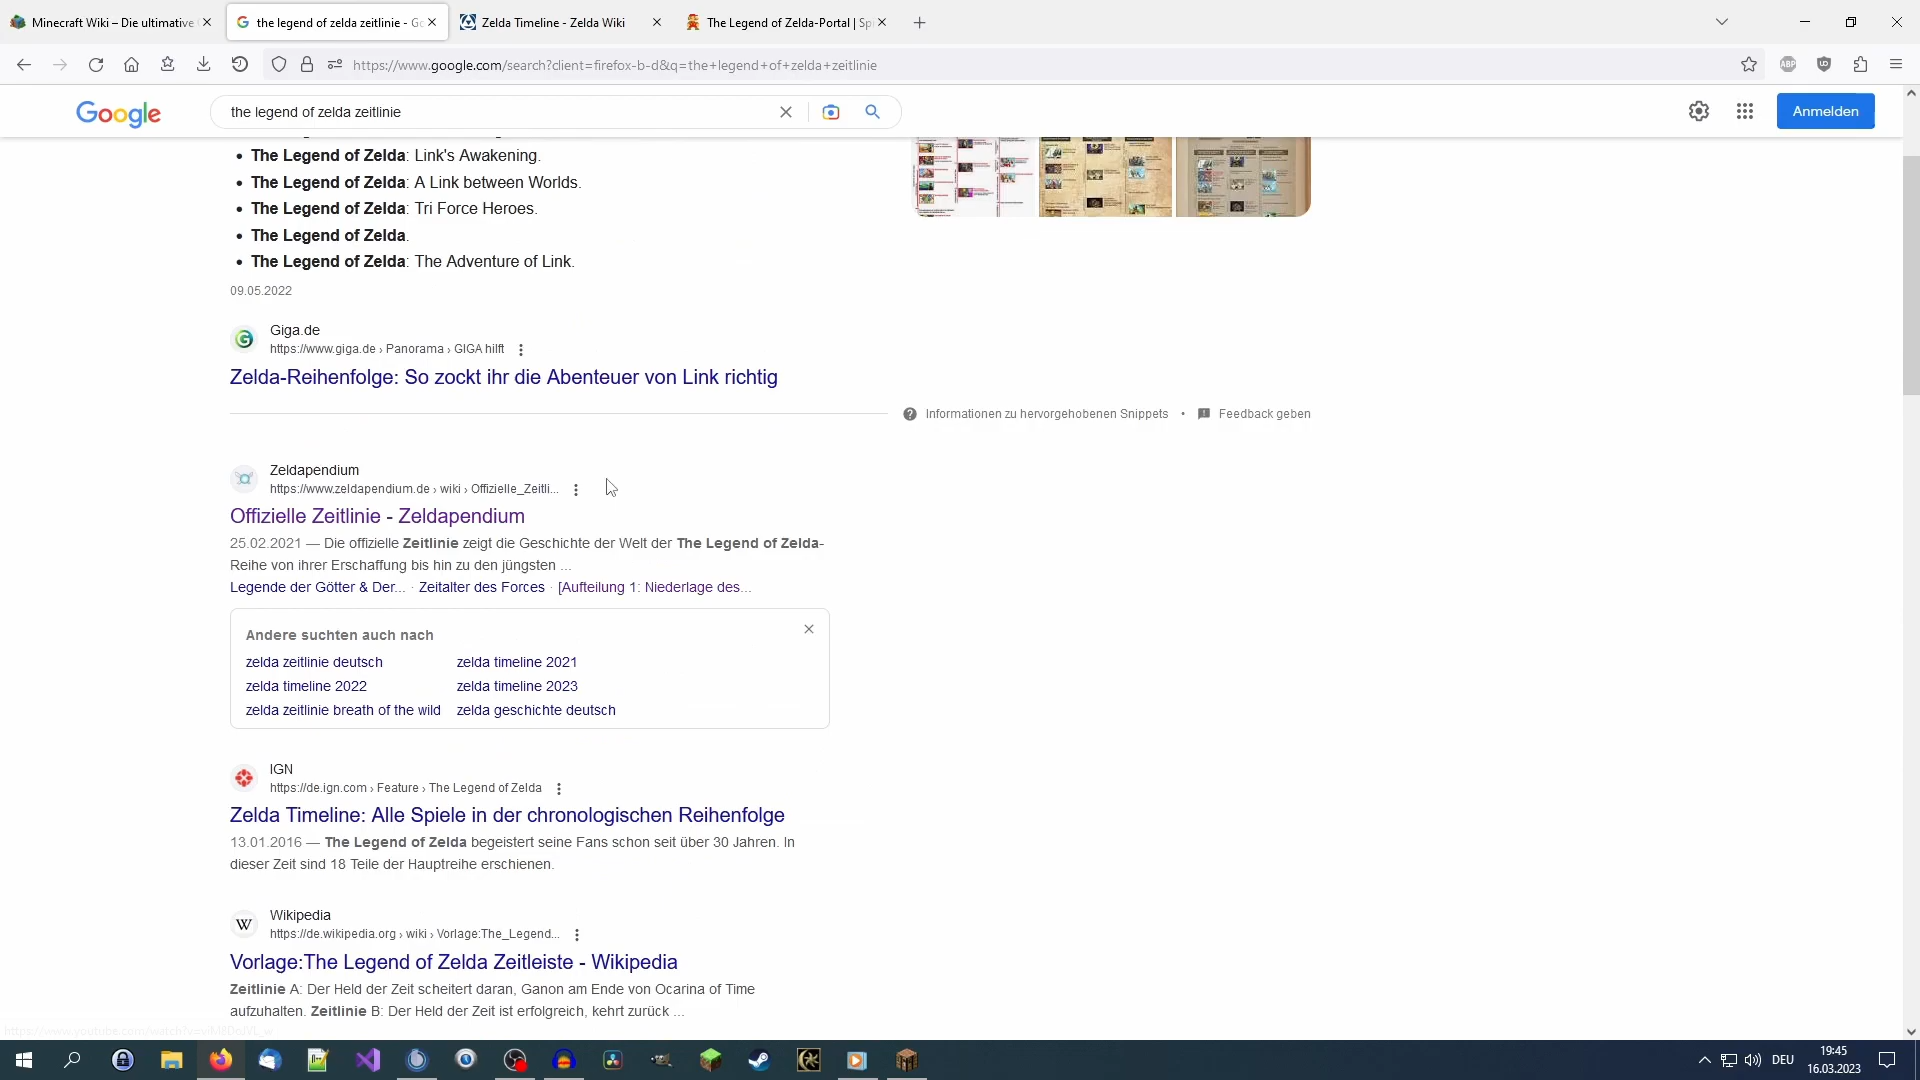 Minecraft Wiki – Die ultimative
the legend of zelda zeitlinie - Go
Zelda Timeline - Zelda Wiki
The Legend of Zelda-Portal | Spi
https://www.google.com/search?client=firefox-b-d&q=the+legend+of+zelda+zeitlinie
ABP
Google
the legend of zelda zeitlinie
Anmelden
The Legend of Zelda: Link's Awakening.
The Legend of Zelda: A Link between Worlds.
The Legend of Zelda: Tri Force Heroes.
The Legend of Zelda.
The Legend of Zelda: The Adventure of Link.
09.05.2022
Giga.de
https://www.giga.de › Panorama › GIGA hilft
Zelda-Reihenfolge: So zockt ihr die Abenteuer von Link richtig
Informationen zu hervorgehobenen Snippets • Feedback geben
Zeldapendium
https://www.zeldapendium.de › wiki › Offizielle_Zeitli...
Offizielle Zeitlinie - Zeldapendium
25.02.2021 — Die offizielle Zeitlinie zeigt die Geschichte der Welt der The Legend of Zelda-
Reihe von ihrer Erschaffung bis hin zu den jüngsten ...
Legende der Götter & Der... · Zeitalter des Forces · [Aufteilung 1: Niederlage des...
Andere suchten auch nach
zelda zeitlinie deutsch
zelda timeline 2021
zelda timeline 2022
zelda timeline 2023
zelda zeitlinie breath of the wild
zelda geschichte deutsch
IGN
https://de.ign.com › Feature › The Legend of Zelda
Zelda Timeline: Alle Spiele in der chronologischen Reihenfolge
13.01.2016 — The Legend of Zelda begeistert seine Fans schon seit über 30 Jahren. In
dieser Zeit sind 18 Teile der Hauptreihe erschienen.
W
Wikipedia
https://de.wikipedia.org › wiki › Vorlage:The_Legend...
Vorlage:The Legend of Zelda Zeitleiste - Wikipedia
Zeitlinie A: Der Held der Zeit scheitert daran, Ganon am Ende von Ocarina of Time
aufzuhalten. Zeitlinie B: Der Held der Zeit ist erfolgreich, kehrt zurück ...
DEU
19:45
16.03.2023